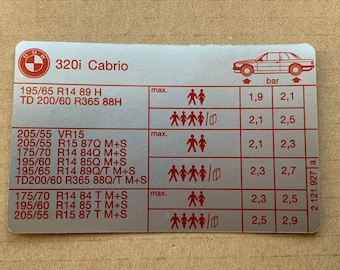 BMW
320i Cabrio
bar
195/65 R14 89 H
TD 200/60 R365 88H
max.
1,9 2,1
2,1 2,5
205/55 VR15
205/55 R15 87Q M+S
175/70 R14 84Q M+S
195/60 R14 85Q M+S
195/65 R14 89Q/T M+S
TD200/60 R365 88Q/T M+S
max.
2,1 2,3
2,3 2,7
175/70 R14 84 T M+S
195/60 R14 85 T M+S
205/55 R15 87 T M+S
max.
2,3 2,5
2,5 2,9
2 121 927 a